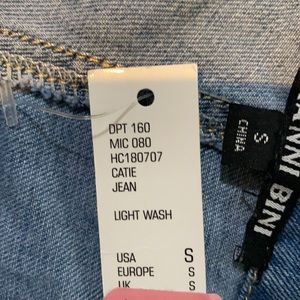 DPT 160
MIC 080
HC180707
CATIE
JEAN
LIGHT WASH
USA S
EUROPE S
UK S
S
CHINA
ANNI BINI